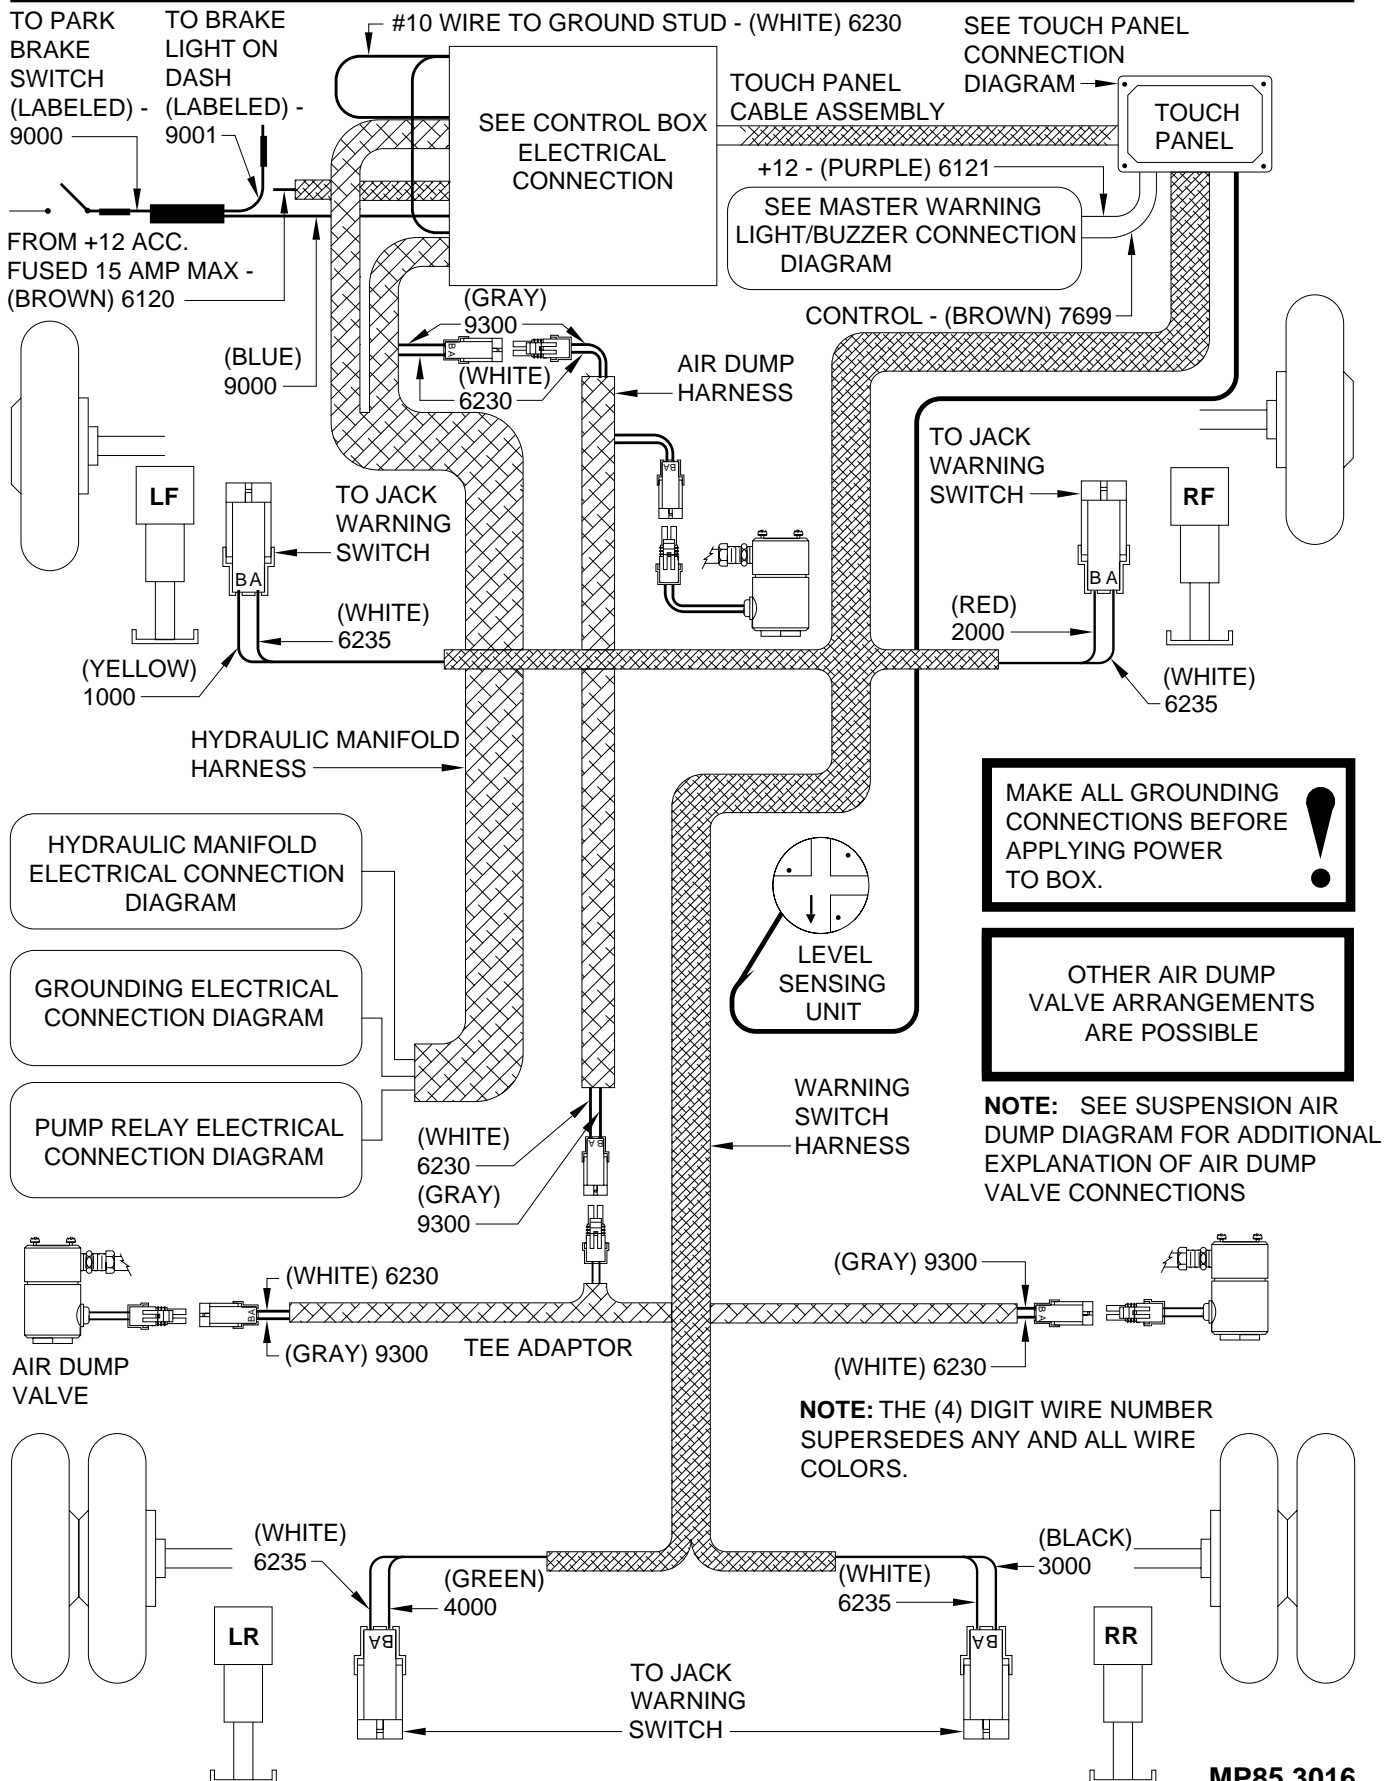 #10 WIRE TO GROUND STUD - (WHITE) 6230
TO PARK
BRAKE
SWITCH
(LABELED) -
9000
TO BRAKE
LIGHT ON
DASH
(LABELED) -
9001
SEE TOUCH PANEL
CONNECTION
DIAGRAM
TOUCH PANEL
CABLE ASSEMBLY
SEE CONTROL BOX
ELECTRICAL
CONNECTION
TOUCH
PANEL
+12 - (PURPLE) 6121
SEE MASTER WARNING
LIGHT/BUZZER CONNECTION
DIAGRAM
FROM +12 ACC.
FUSED 15 AMP MAX -
(BROWN) 6120
CONTROL - (BROWN) 7699
(GRAY)
9300
B A
(WHITE)
6230
(BLUE)
9000
AIR DUMP
HARNESS
BA
LF
TO JACK
WARNING
SWITCH
BA
(WHITE)
6235
(YELLOW)
1000
TO JACK
WARNING
SWITCH
RF
B A
(RED)
2000
(WHITE)
6235
HYDRAULIC MANIFOLD
HARNESS
MAKE ALL GROUNDING
CONNECTIONS BEFORE
APPLYING POWER
TO BOX.
!
HYDRAULIC MANIFOLD
ELECTRICAL CONNECTION
DIAGRAM
LEVEL
SENSING
UNIT
OTHER AIR DUMP
VALVE ARRANGEMENTS
ARE POSSIBLE
GROUNDING ELECTRICAL
CONNECTION DIAGRAM
PUMP RELAY ELECTRICAL
CONNECTION DIAGRAM
WARNING
SWITCH
HARNESS
NOTE: SEE SUSPENSION AIR
DUMP DIAGRAM FOR ADDITIONAL
EXPLANATION OF AIR DUMP
VALVE CONNECTIONS
(WHITE)
6230
(GRAY)
9300
BA
(WHITE) 6230
BA
(GRAY) 9300
TEE ADAPTOR
AIR DUMP
VALVE
(GRAY) 9300
BA
(WHITE) 6230
NOTE: THE (4) DIGIT WIRE NUMBER
SUPERSEDES ANY AND ALL WIRE
COLORS.
(WHITE)
6235
(GREEN)
4000
BA
LR
(WHITE)
6235
(BLACK)
3000
BA
RR
TO JACK
WARNING
SWITCH
MP85.3016